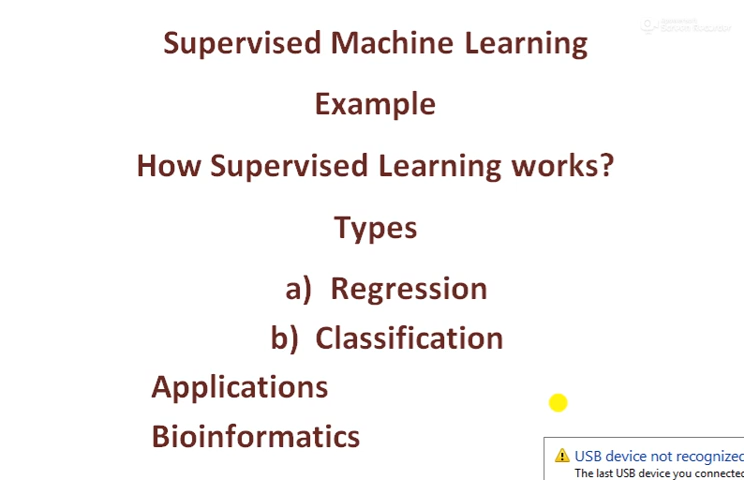 Supervised Machine Learning
Example
How Supervised Learning works?
Types
a) Regression
b) Classification
Applications
Bioinformatics
USB device not recognized
The last USB device you connected